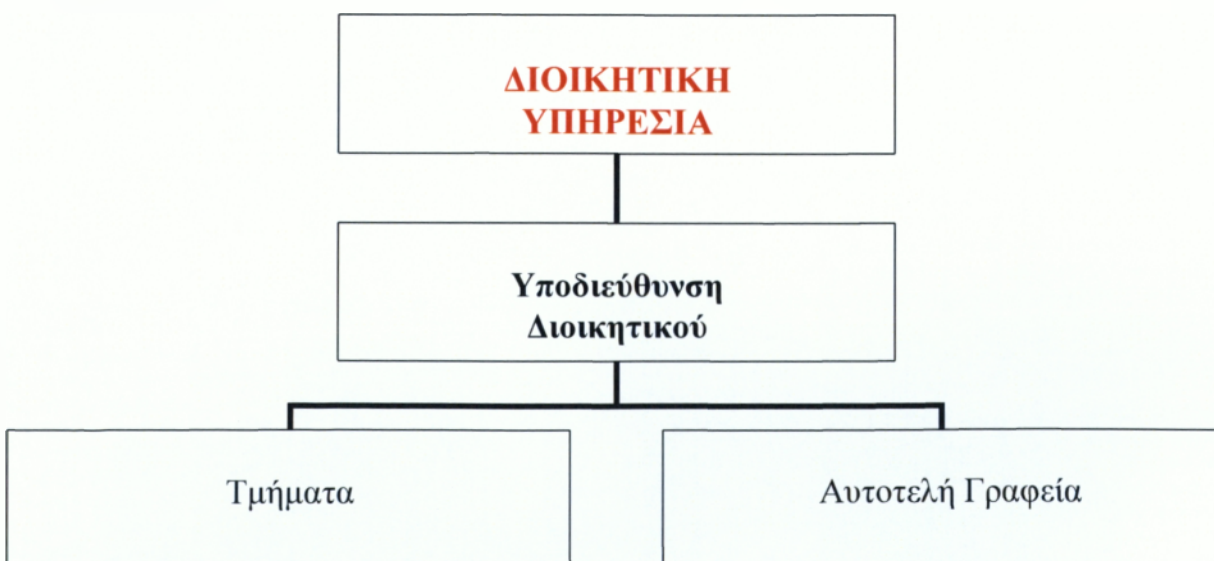 ΔΙΟΙΚΗΤΙΚΗ
ΥΠΗΡΕΣΙΑ
Υποδιεύθυνση
Διοικητικού
Τμήματα
Αυτοτελή Γραφεία